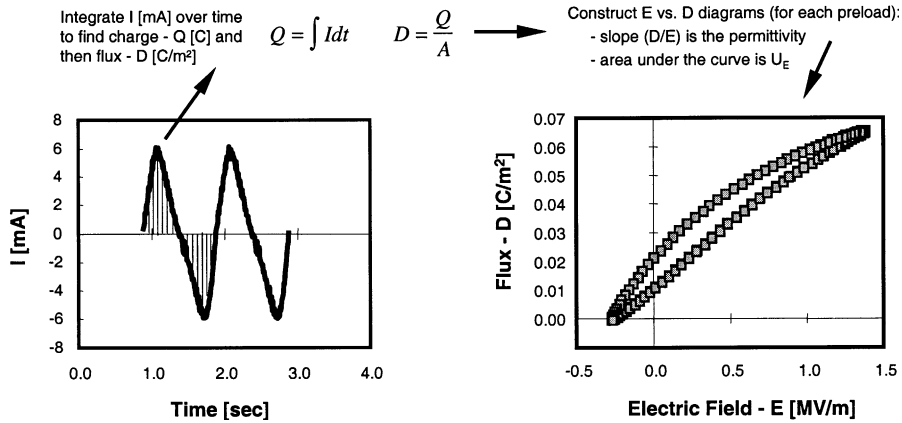 Integrate I [mA] over time
to find charge - Q [C] and
then flux - D [C/m²]
Q = ∫ Idt
D = Q/A
Construct E vs. D diagrams (for each preload):
- slope (D/E) is the permittivity
- area under the curve is U_E
8
6
4
2
0
-2
-4
-6
-8
I [mA]
0.0 1.0 2.0 3.0 4.0
Time [sec]
0.07
0.06
0.05
0.04
0.03
0.02
0.01
0.00
Flux - D [C/m²]
-0.5 0.0 0.5 1.0 1.5
Electric Field - E [MV/m]